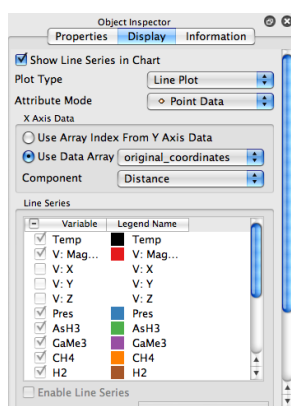 Object Inspector
Properties Display Information
Show Line Series in Chart
Plot Type Line Plot
Attribute Mode Point Data
X Axis Data
Use Array Index From Y Axis Data
Use Data Array original_coordinates
Component Distance
Line Series
Variable Legend Name
Temp Temp
V: Mag... V: Mag...
V: X V: X
V: Y V: Y
V: Z V: Z
Pres Pres
AsH3 AsH3
GaMe3 GaMe3
CH4 CH4
H2 H2
Enable Line Series